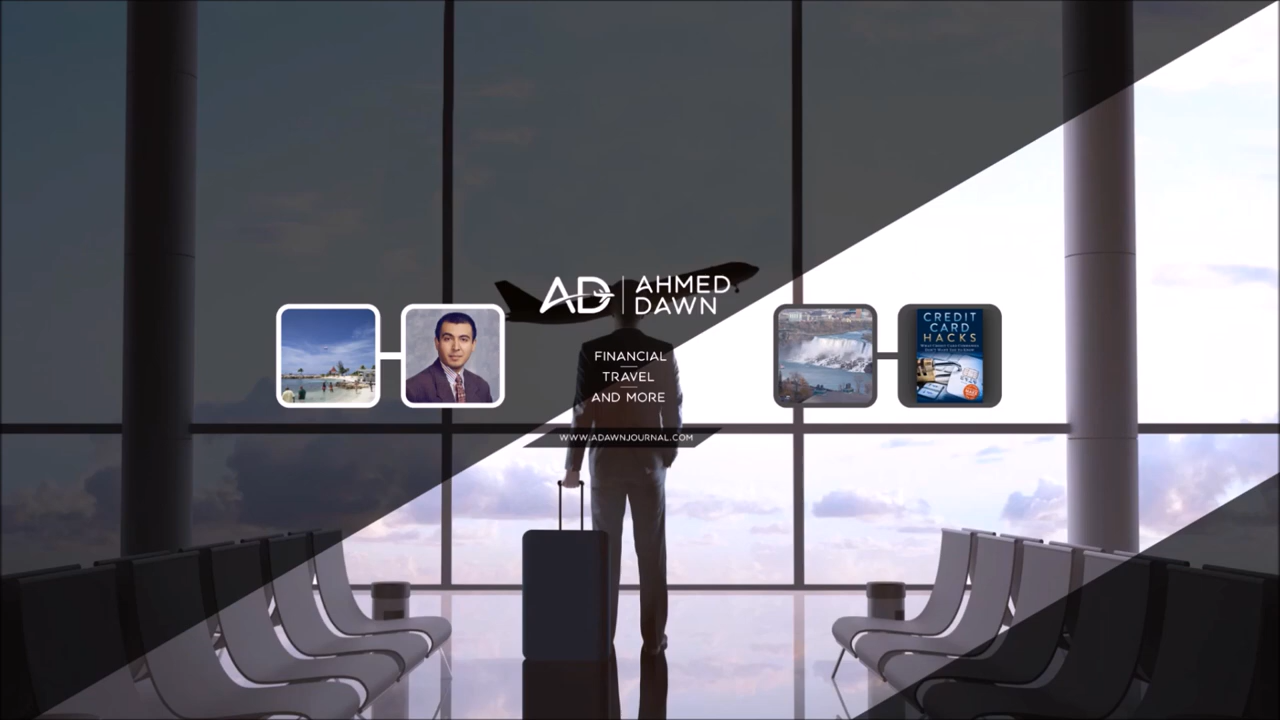 AD
AHMED
DAWN
FINANCIAL
TRAVEL
AND MORE
WWW.ADAWNJOURNAL.COM
CREDIT
CARD
HACKS